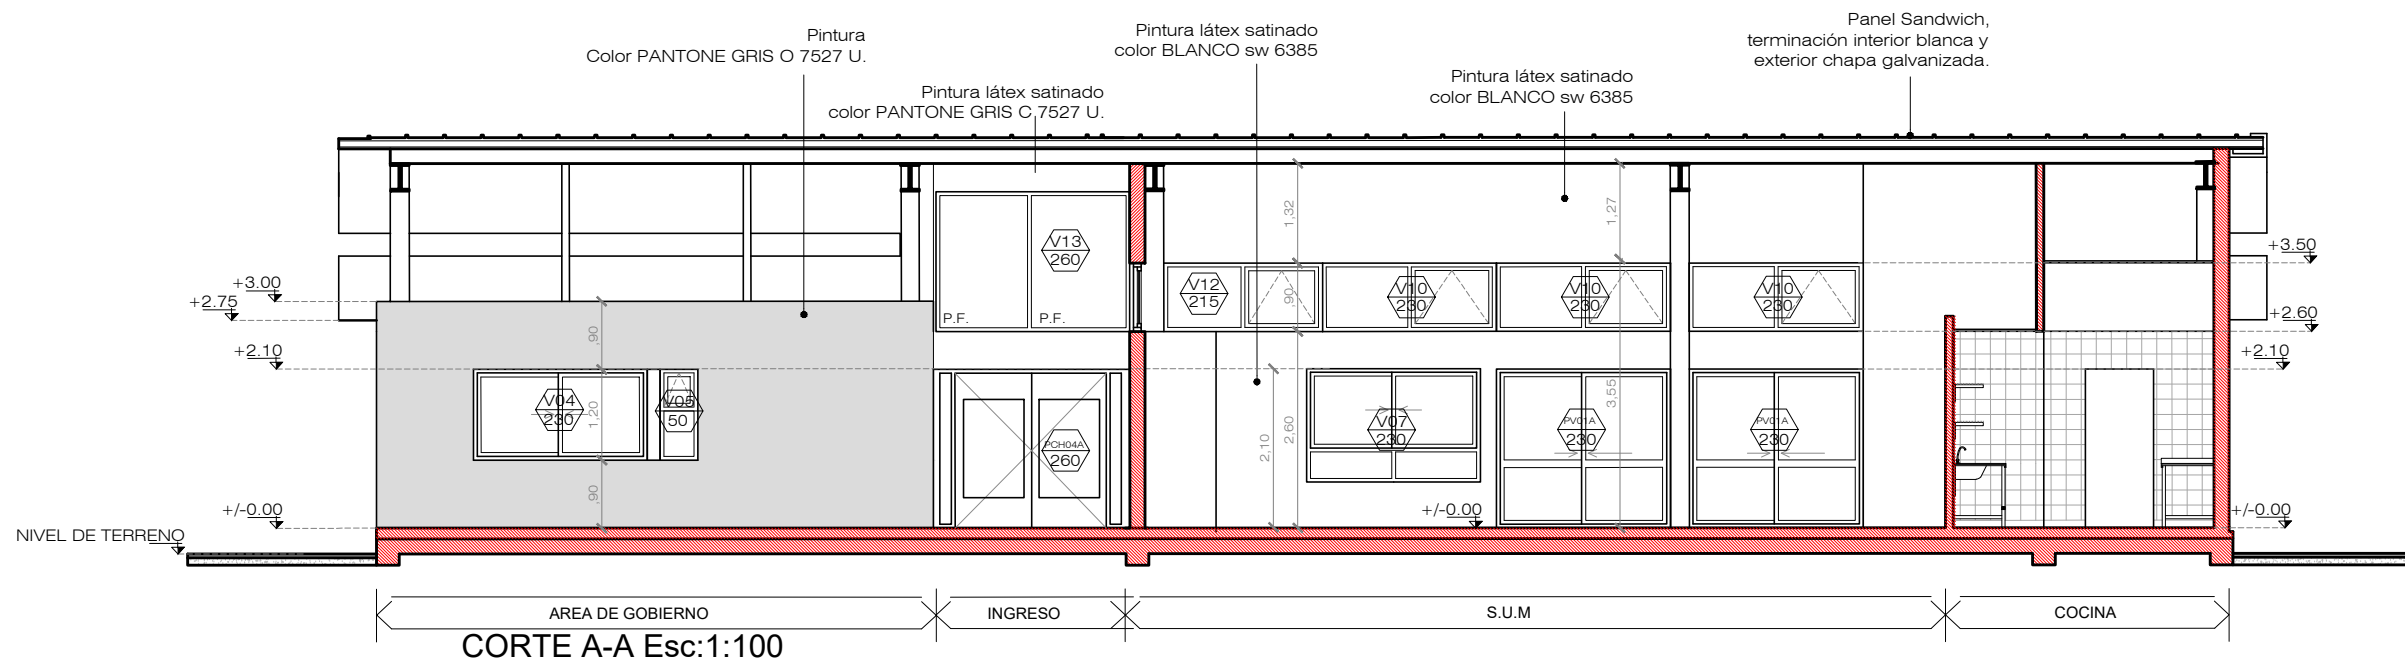 Panel Sandwich,
terminación interior blanca y
exterior chapa galvanizada.
Pintura
Color PANTONE GRIS O 7527 U.
Pintura látex satinado
color BLANCO sw 6385
Pintura látex satinado
color BLANCO sw 6385
Pintura látex satinado
color PANTONE GRIS C 7527 U.
1,32
1,27
V13
260
+3.50
+3.00
+2.75
V12
215
,90
V10
230
V10
230
V10
230
P.F.
P.F.
+2.60
,90
+2.10
+2.10
V04
230
1,20
V05
50
3,55
V07
230
PV01A
230
PV01A
230
2,60
2,10
PCH04A
260
,90
+/-0.00
+/-0.00
+/-0.00
NIVEL DE TERRENO
AREA DE GOBIERNO
INGRESO
S.U.M
COCINA
CORTE A-A Esc:1:100